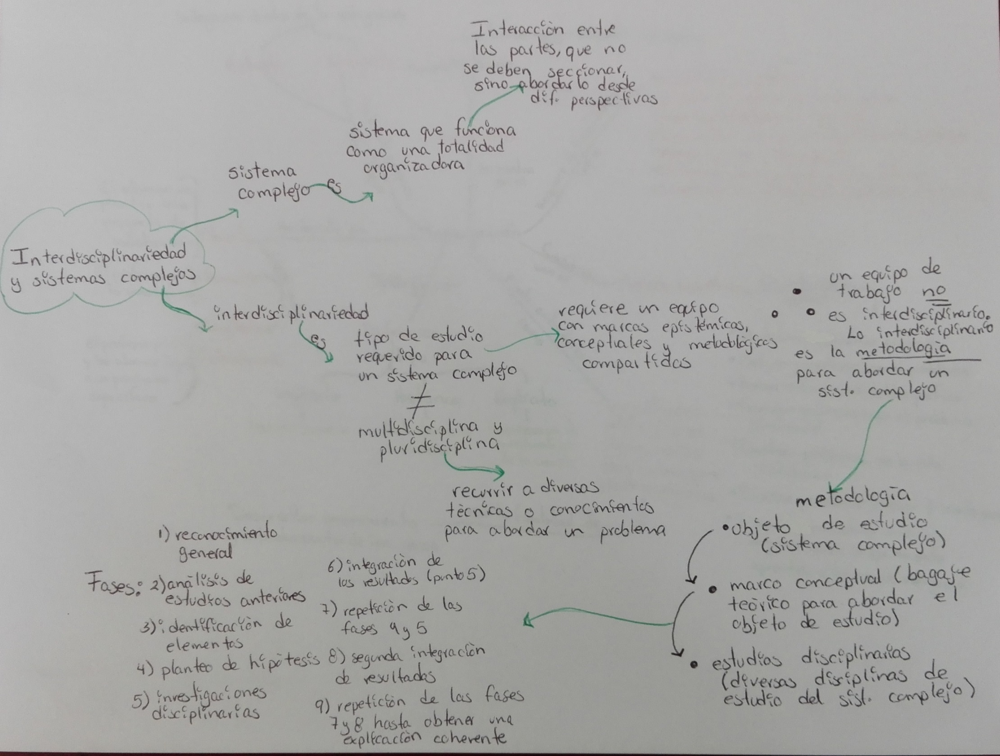 Interacción entre
las partes, que no
se deben seccionar,
sino abordarlo desde
dif. perspectivas
sistema que funciona
como una totalidad
organizadora
sistema
complejo
es
Interdisciplinariedad
y sistemas complejos
interdisciplinariedad
es
tipo de estudio
requerido para
un sistema complejo
≠
multidisciplina y
pluridisciplina
recurrir a diversas
técnicas o conocimientos
para abordar un problema
requiere un equipo
con marcos epistémicos,
conceptuales y metodológicos
compartidos
∴
un equipo de
trabajo no
es interdisciplinario.
Lo interdisciplinario
es la metodología
para abordar un
sist. complejo
metodología
• objeto de estudio
(sistema complejo)
• marco conceptual (bagaje
teórico para abordar el
objeto de estudio)
• estudios disciplinarios
(diversas disciplinas de
estudio del sist. complejo)
Fases:
1) reconocimiento
general
2) análisis de
estudios anteriores
3) identificación de
elementos
4) planteo de hipótesis
5) investigaciones
disciplinarias
6) integración de
los resultados (punto 5)
7) repetición de las
fases 4 y 5
8) segunda integración
de resultados
9) repetición de las fases
7 y 8 hasta obtener una
explicación coherente